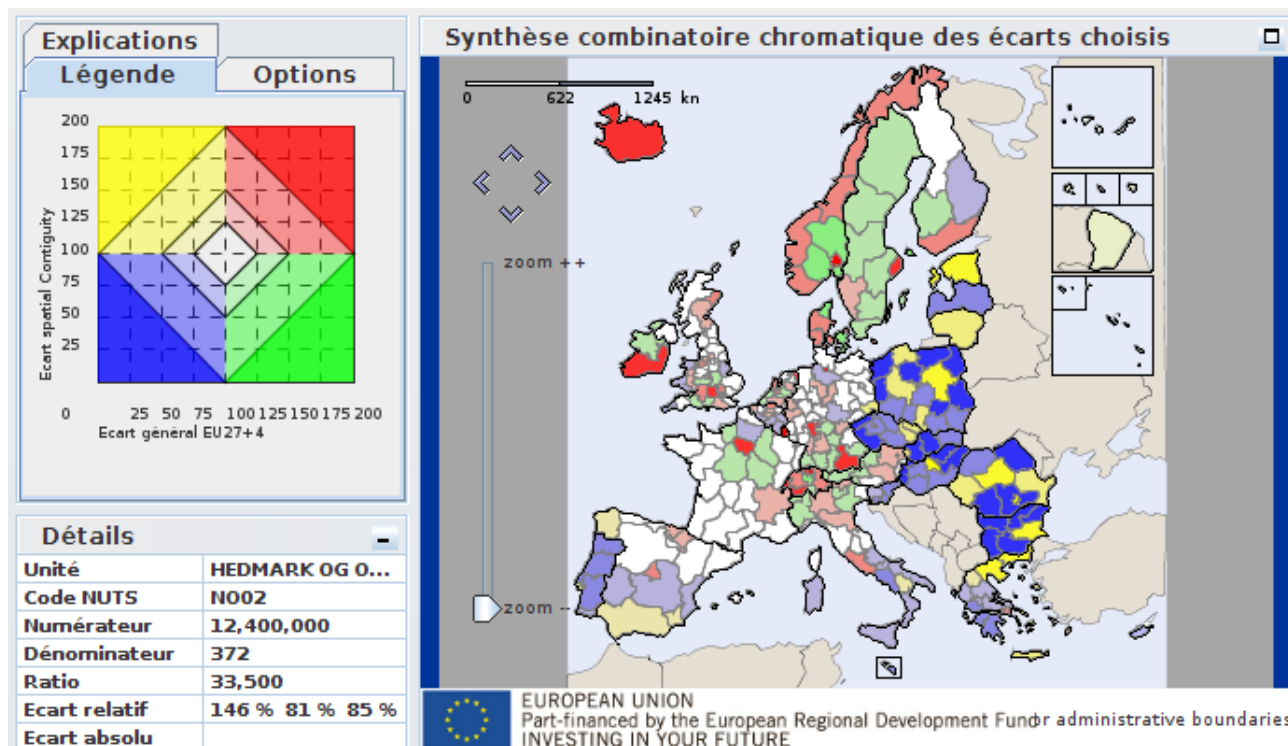 Explications
Légende Options
200
175
150
125
100
75
50
25
Ecart spatial Contiguity
0 25 50 75 100 125 150 175 200
Ecart général EU27+4
Détails
Unité HEDMARK OG O...
Code NUTS NO02
Numérateur 12,400,000
Dénominateur 372
Ratio 33,500
Ecart relatif 146 % 81 % 85 %
Ecart absolu
Synthèse combinatoire chromatique des écarts choisis
0 622 1245 kn
zoom ++
zoom --
EUROPEAN UNION
Part-financed by the European Regional Development Fund or administrative boundaries
INVESTING IN YOUR FUTURE